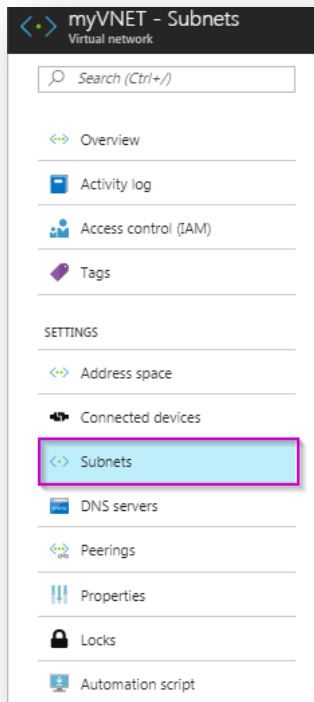 myVNET - Subnets
Virtual network
Search (Ctrl+/)
Overview
Activity log
Access control (IAM)
Tags
SETTINGS
Address space
Connected devices
Subnets
DNS servers
Peerings
Properties
Locks
Automation script